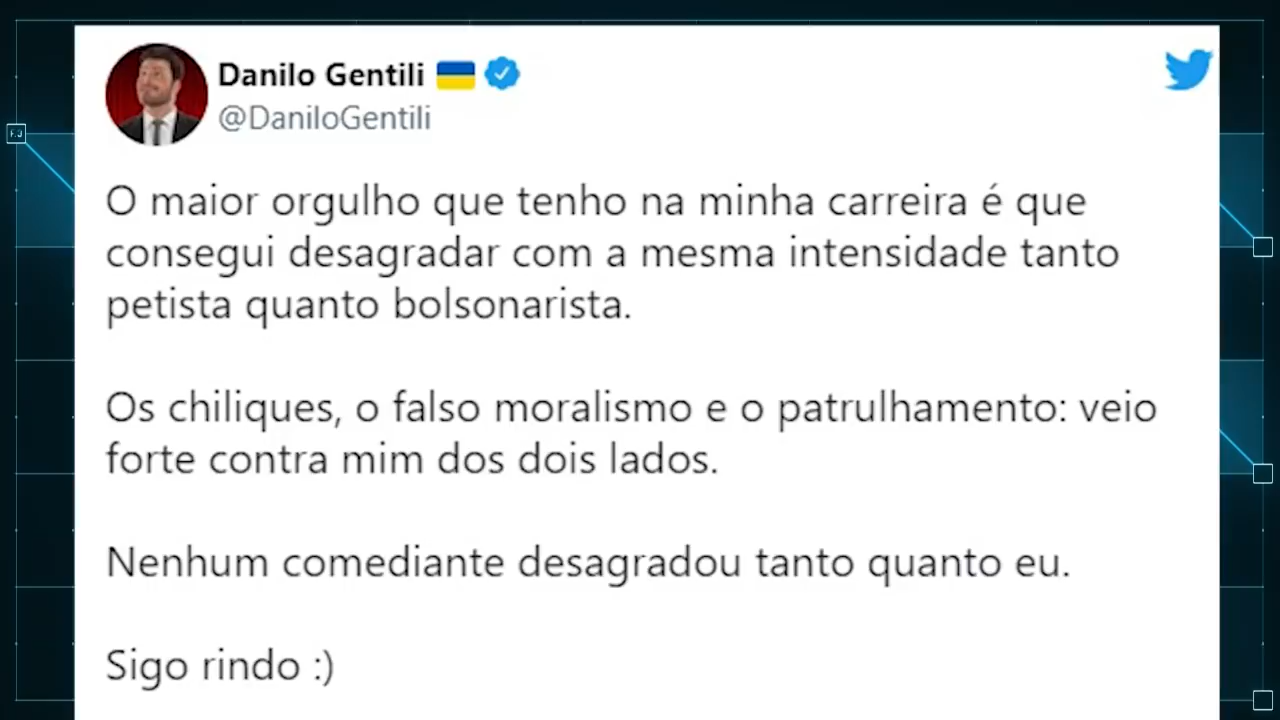 Danilo Gentili
@DaniloGentili
O maior orgulho que tenho na minha carreira é que
consegui desagradar com a mesma intensidade tanto
petista quanto bolsonarista.
Os chiliques, o falso moralismo e o patrulhamento: veio
forte contra mim dos dois lados.
Nenhum comediante desagradou tanto quanto eu.
Sigo rindo :)